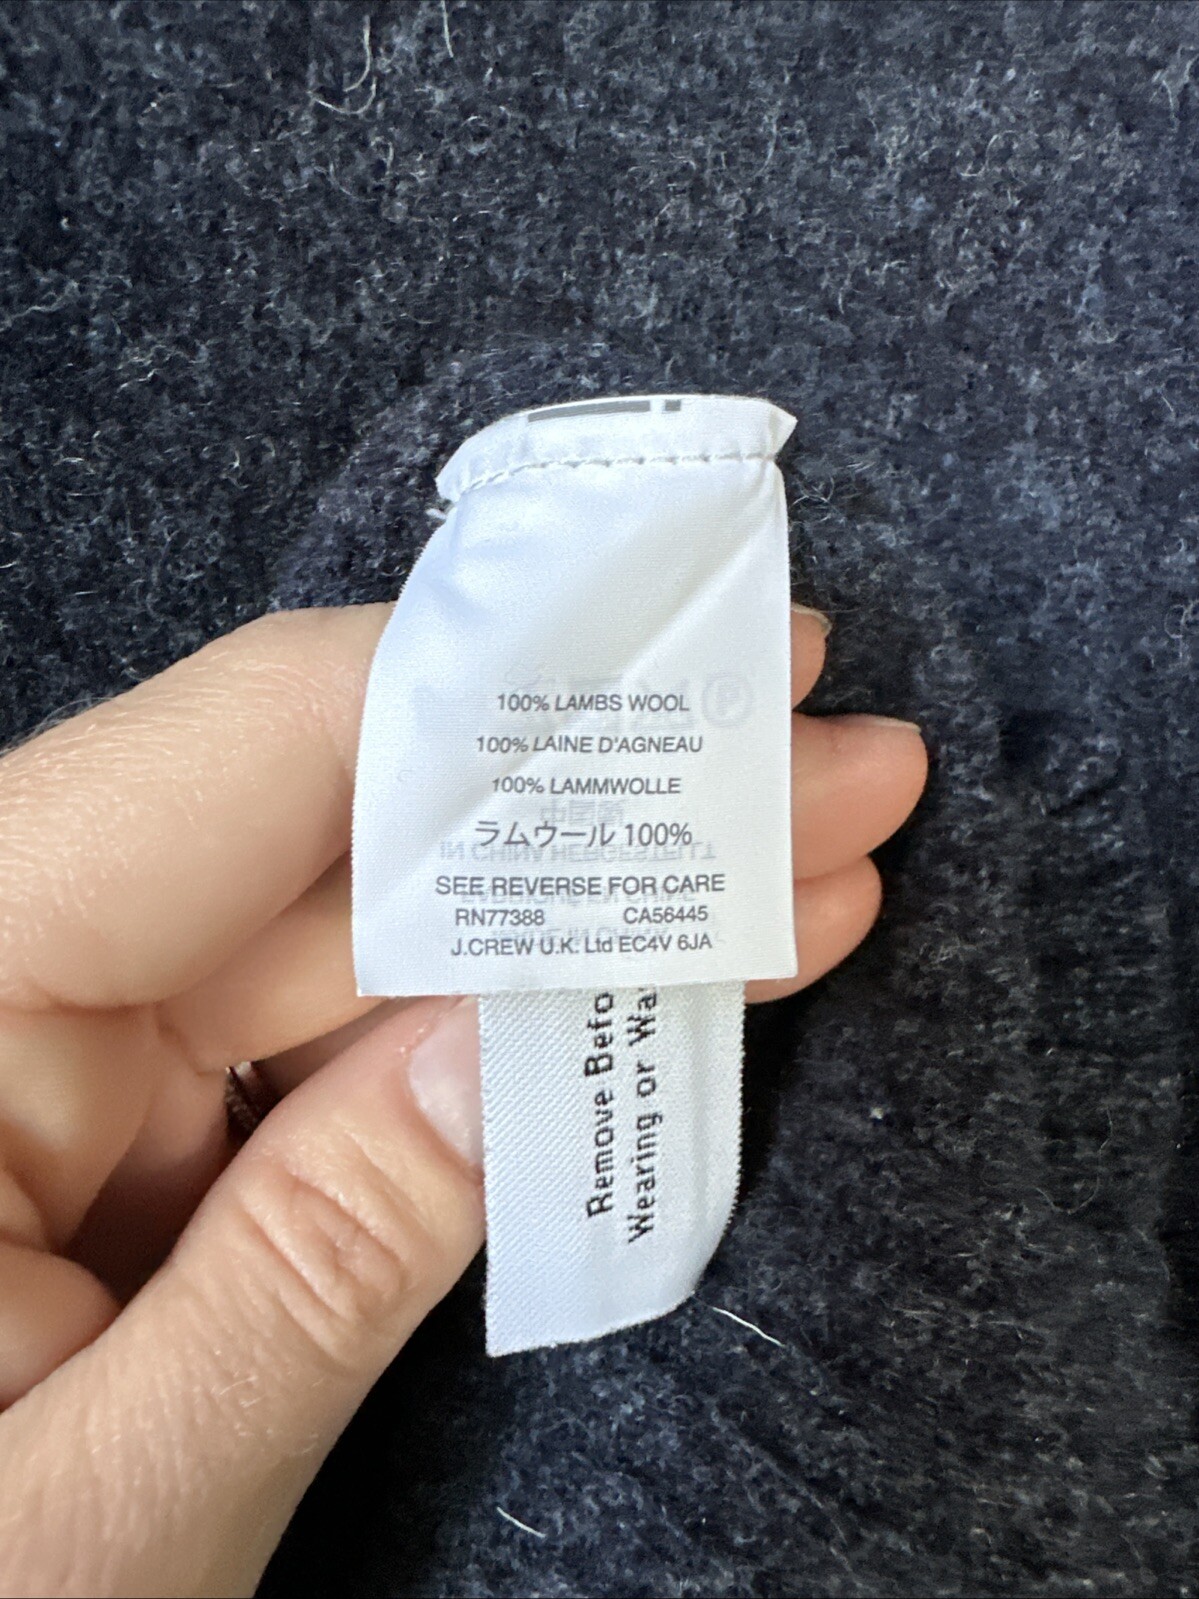 100% LAMBS WOOL
100% LAINE D'AGNEAU
100% LAMMWOLLE
ラムウール 100%
SEE REVERSE FOR CARE
RN77388 CA56445
J.CREW U.K. Ltd EC4V 6JA
Remove Befo
Wearing or Wa